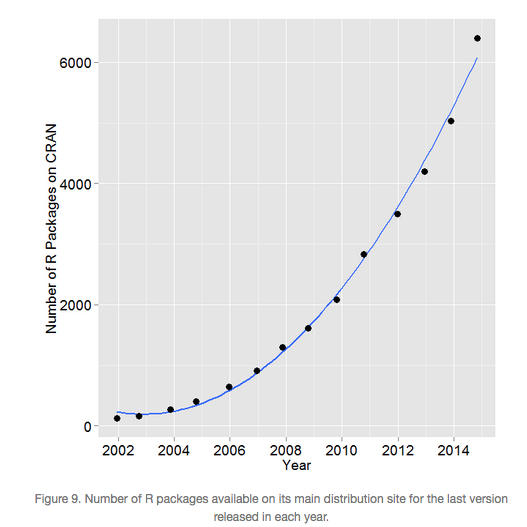 Number of R Packages on CRAN
6000
4000
2000
0
2002 2004 2006 2008 2010 2012 2014
Year
Figure 9. Number of R packages available on its main distribution site for the last version
released in each year.